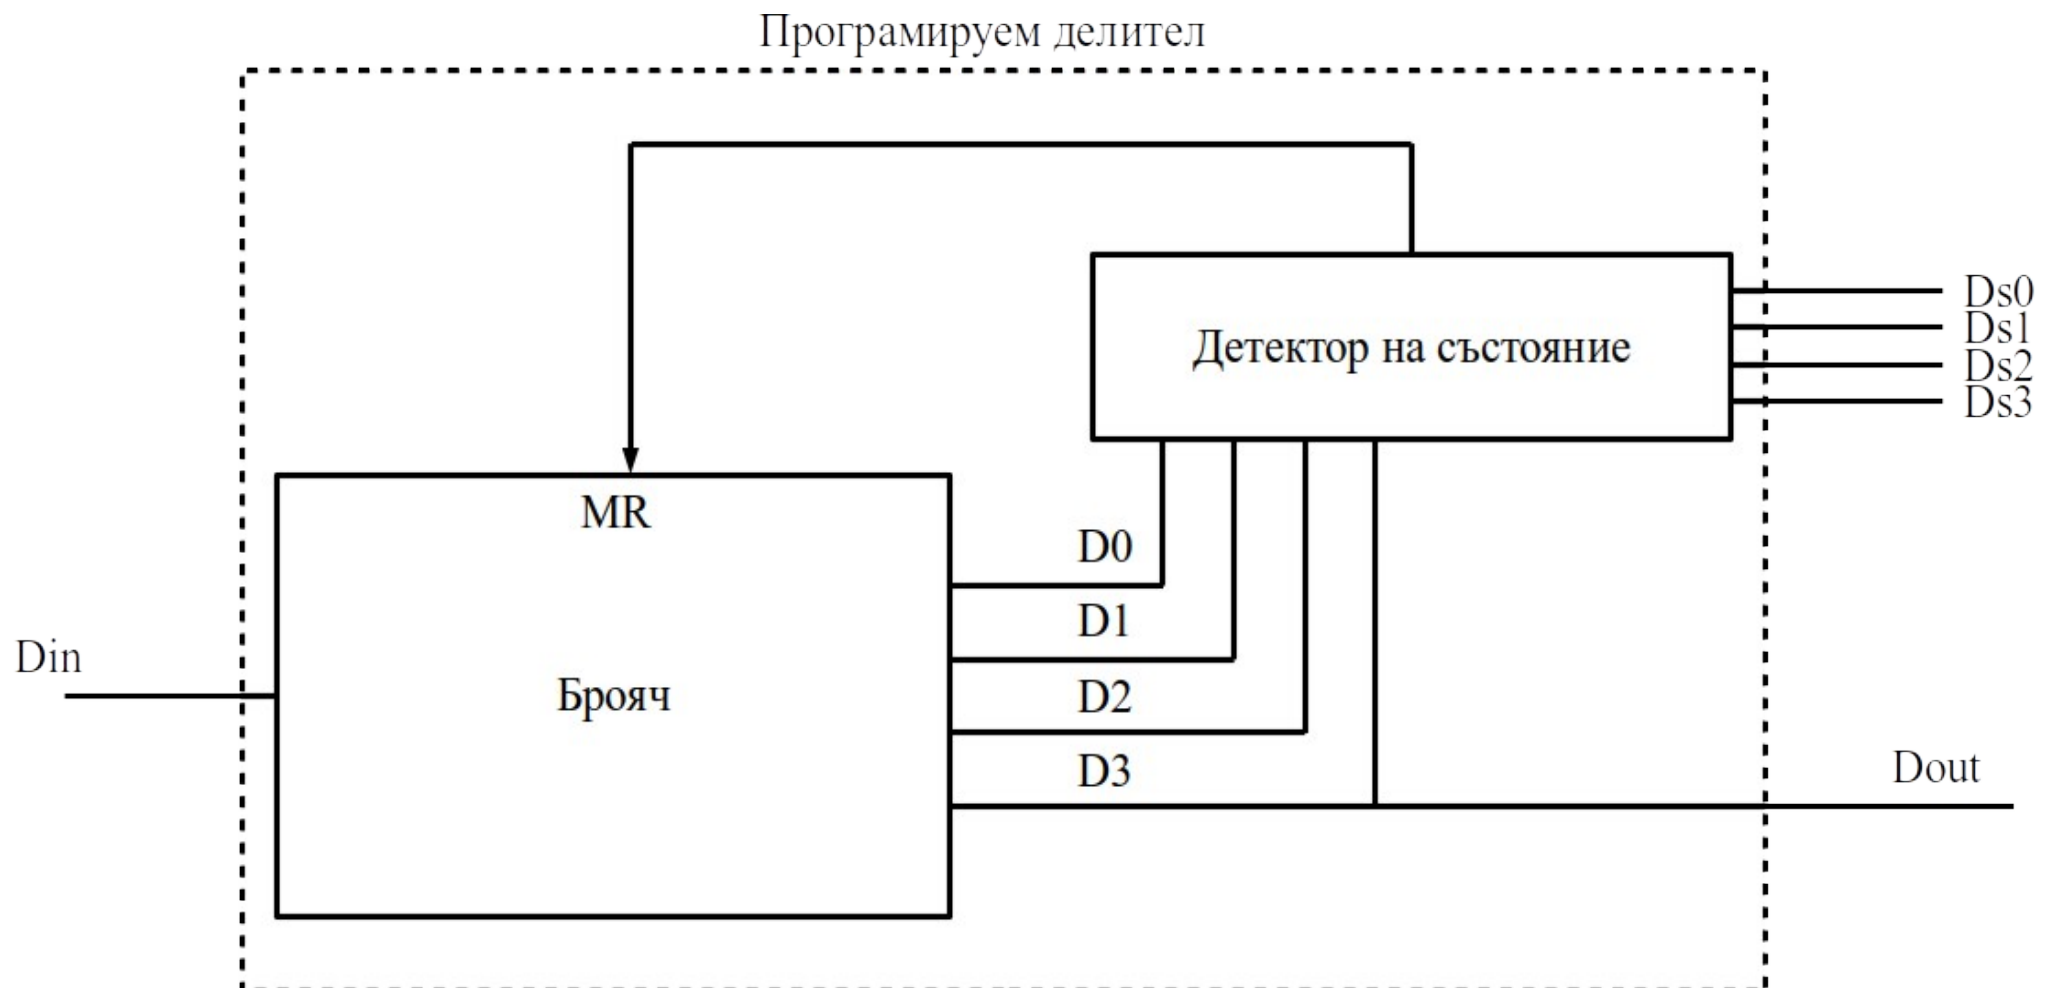 Програмируем делител
Ds0
Ds1
Детектор на състояние
Ds2
Ds3
MR
D0
D1
Din
Брояч
D2
D3
Dout